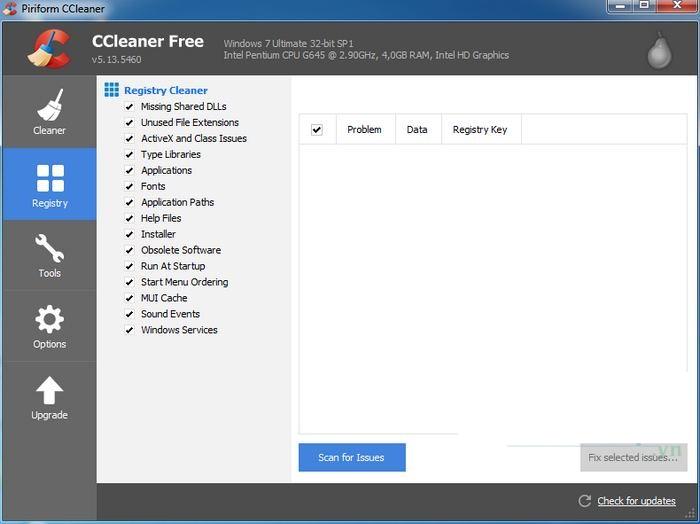 Piriform CCleaner
CCleaner Free
v5.13.5460
Windows 7 Ultimate 32-bit SP1
Intel Pentium CPU G645 @ 2.90GHz, 4,0GB RAM, Intel HD Graphics
Cleaner
Registry
Tools
Options
Upgrade
Registry Cleaner
Missing Shared DLLs
Unused File Extensions
ActiveX and Class Issues
Type Libraries
Applications
Fonts
Application Paths
Help Files
Installer
Obsolete Software
Run At Startup
Start Menu Ordering
MUI Cache
Sound Events
Windows Services
Problem Data Registry Key
Scan for Issues
Fix selected issues...
.vn
Check for updates